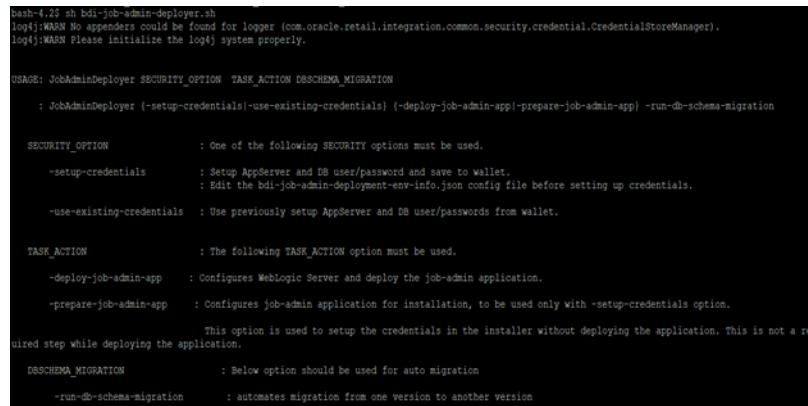 bash-4.2$ sh bdi-job-admin-deployer.sh
log4j:WARN No appenders could be found for logger (com.oracle.retail.integration.common.security.credential.CredentialStoreManager).
log4j:WARN Please initialize the log4j system properly.
USAGE: JobAdminDeployer SECURITY_OPTION TASK_ACTION DBSCHEMA_MIGRATION
: JobAdminDeployer {-setup-credentials|-use-existing-credentials} {-deploy-job-admin-app|-prepare-job-admin-app} -run-db-schema-migration
SECURITY_OPTION : One of the following SECURITY options must be used.
-setup-credentials : Setup AppServer and DB user/password and save to wallet.
: Edit the bdi-job-admin-deployment-env-info.json config file before setting up credentials.
-use-existing-credentials : Use previously setup AppServer and DB user/passwords from wallet.
TASK_ACTION : The following TASK_ACTION option must be used.
-deploy-job-admin-app : Configures WebLogic Server and deploy the job-admin application.
-prepare-job-admin-app : Configures job-admin application for installation, to be used only with -setup-credentials option.
This option is used to setup the credentials in the installer without deploying the application. This is not a re
uired step while deploying the application.
DBSCHEMA_MIGRATION : Below option should be used for auto migration
-run-db-schema-migration : automates migration from one version to another version